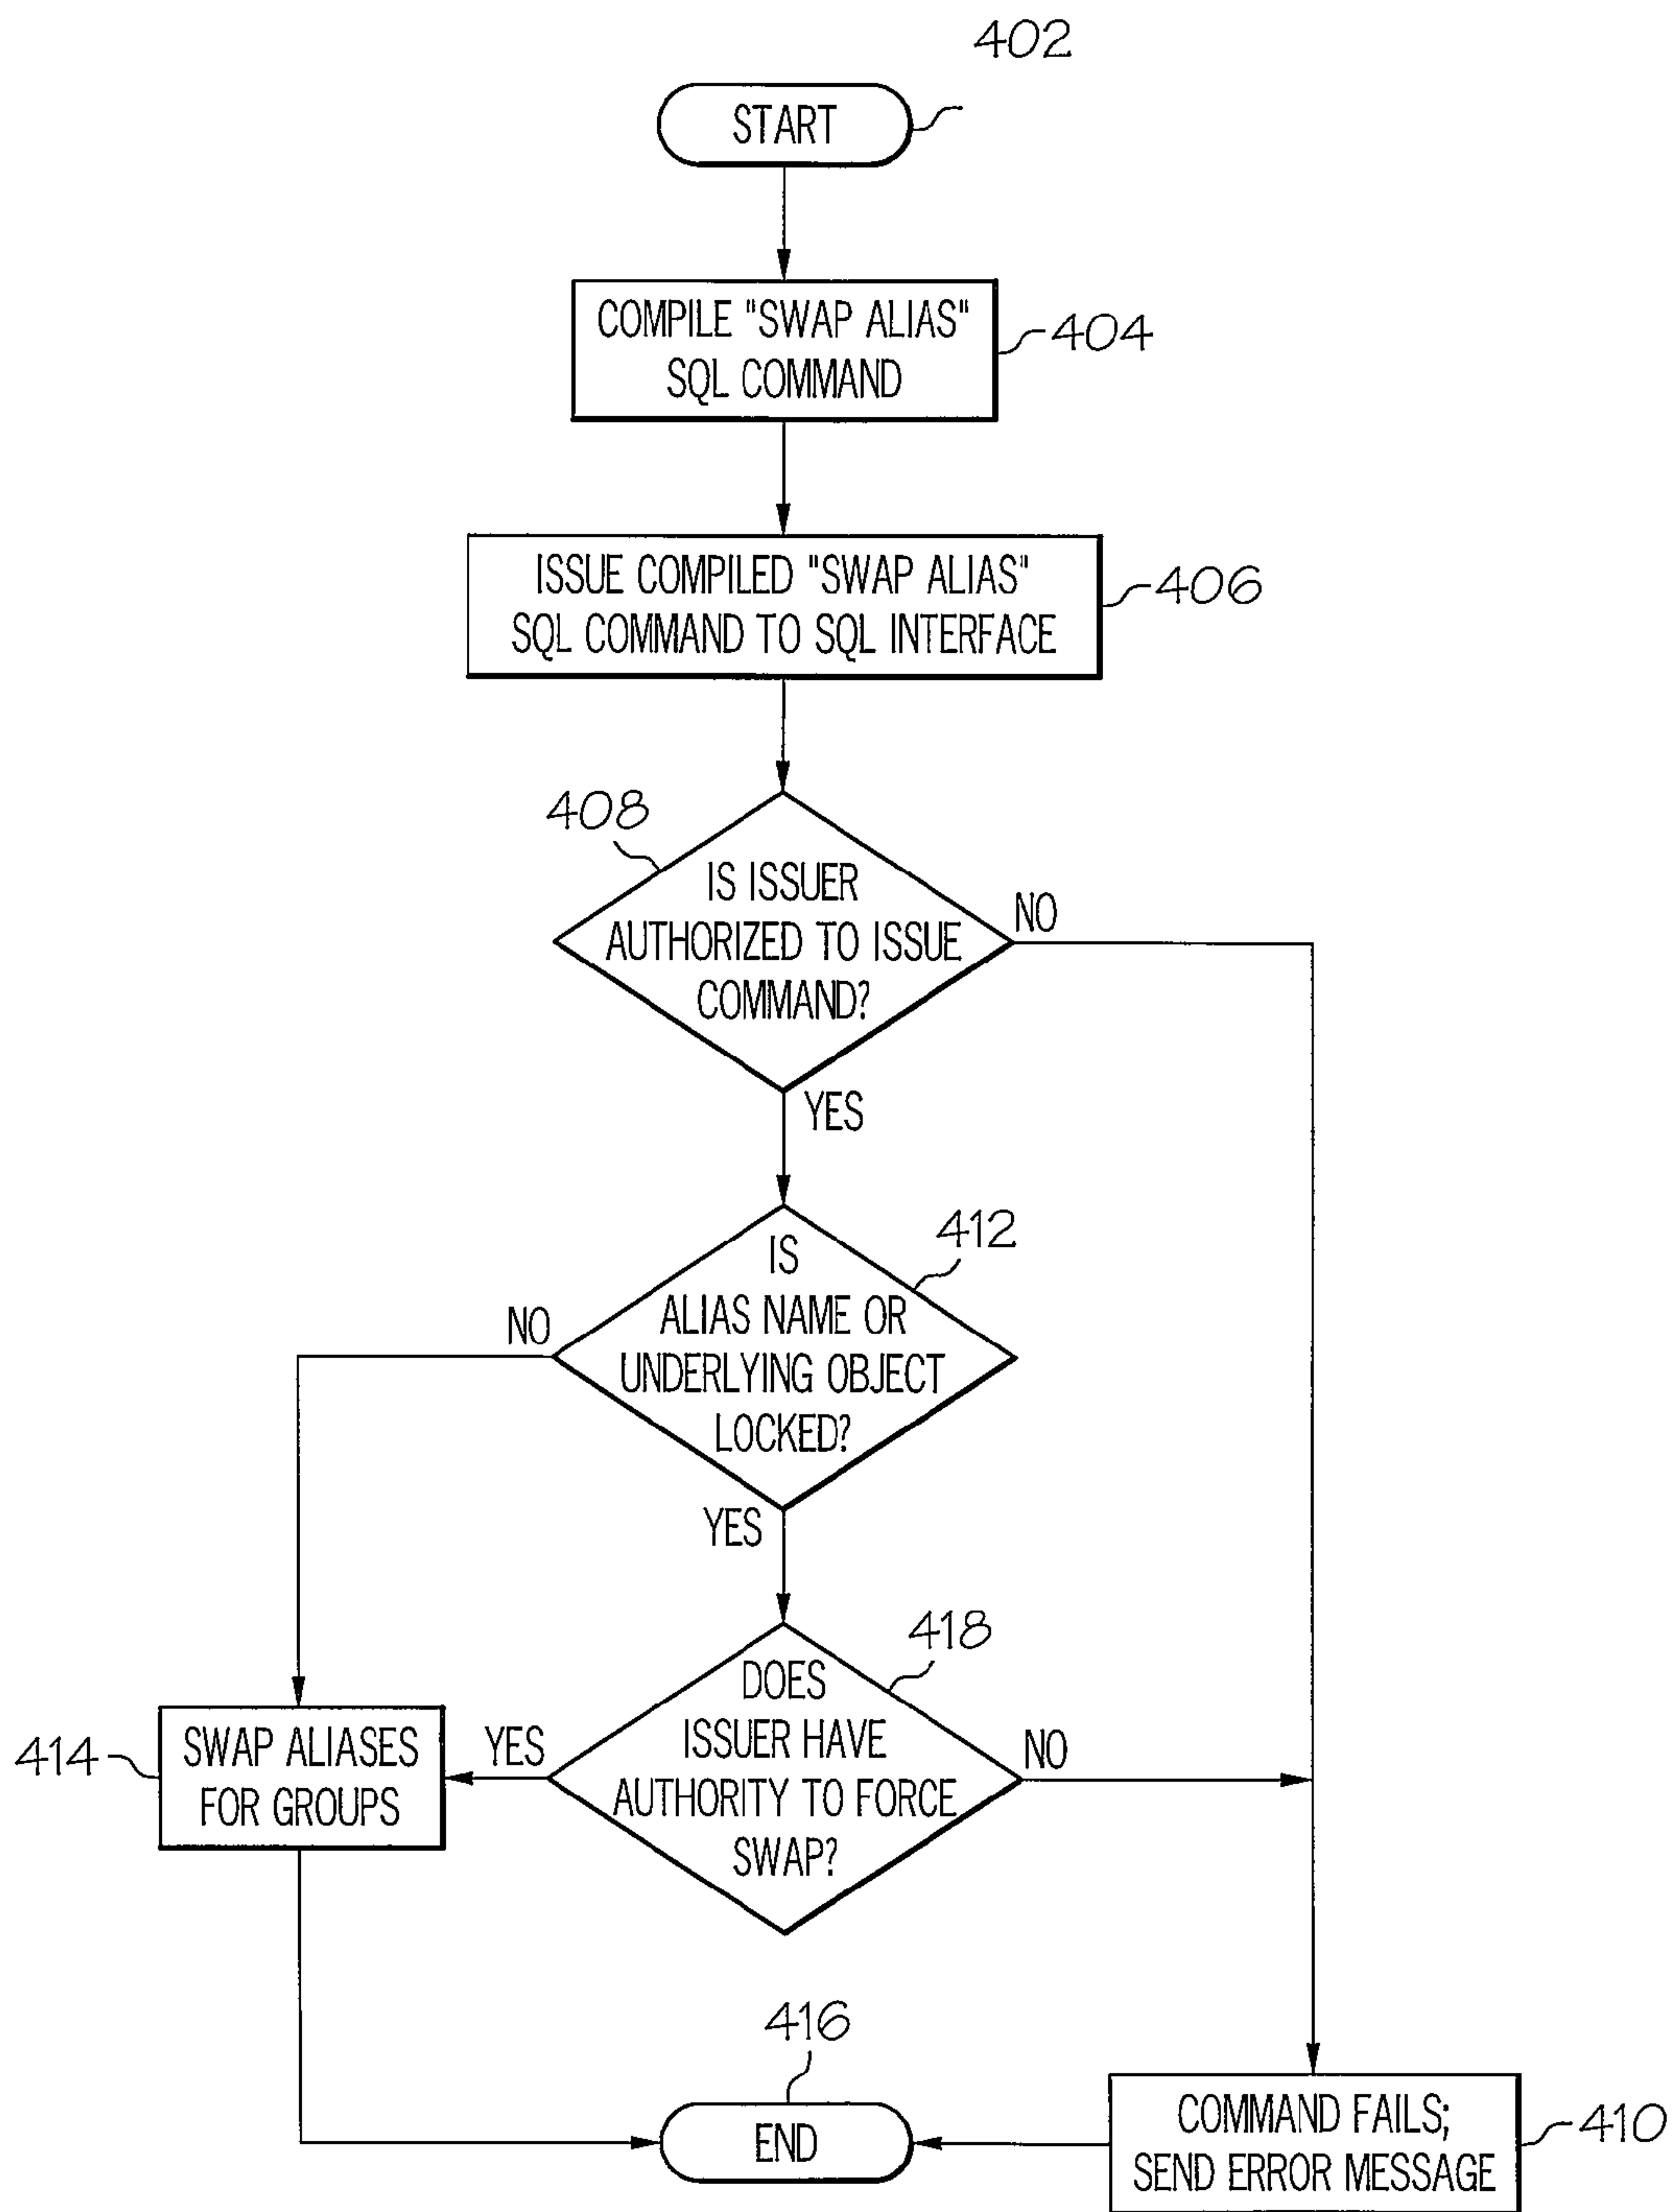 402
START
COMPILE "SWAP ALIAS"
SQL COMMAND
404
ISSUE COMPILED "SWAP ALIAS"
SQL COMMAND TO SQL INTERFACE
406
408
IS ISSUER
AUTHORIZED TO ISSUE
COMMAND?
NO
YES
412
IS
ALIAS NAME OR
UNDERLYING OBJECT
LOCKED?
NO
YES
418
DOES
ISSUER HAVE
AUTHORITY TO FORCE
SWAP?
YES
NO
414
SWAP ALIASES
FOR GROUPS
416
END
COMMAND FAILS;
SEND ERROR MESSAGE
410